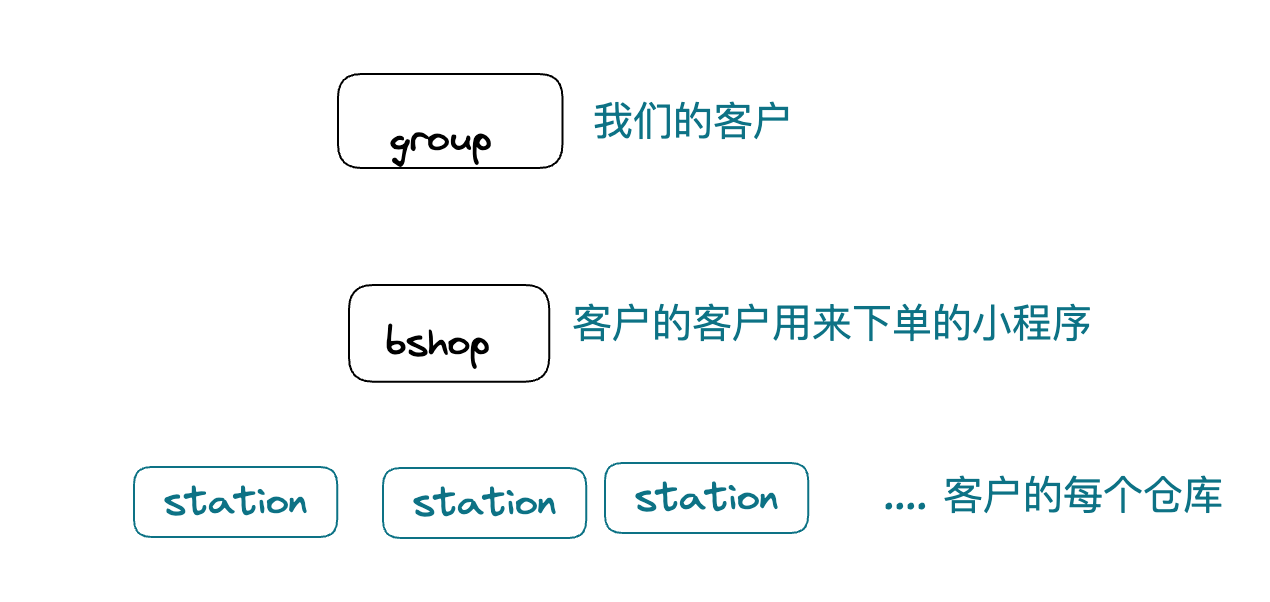 group 我们的客户
bshop 客户的客户用来下单的小程序
station station station .... 客户的每个仓库